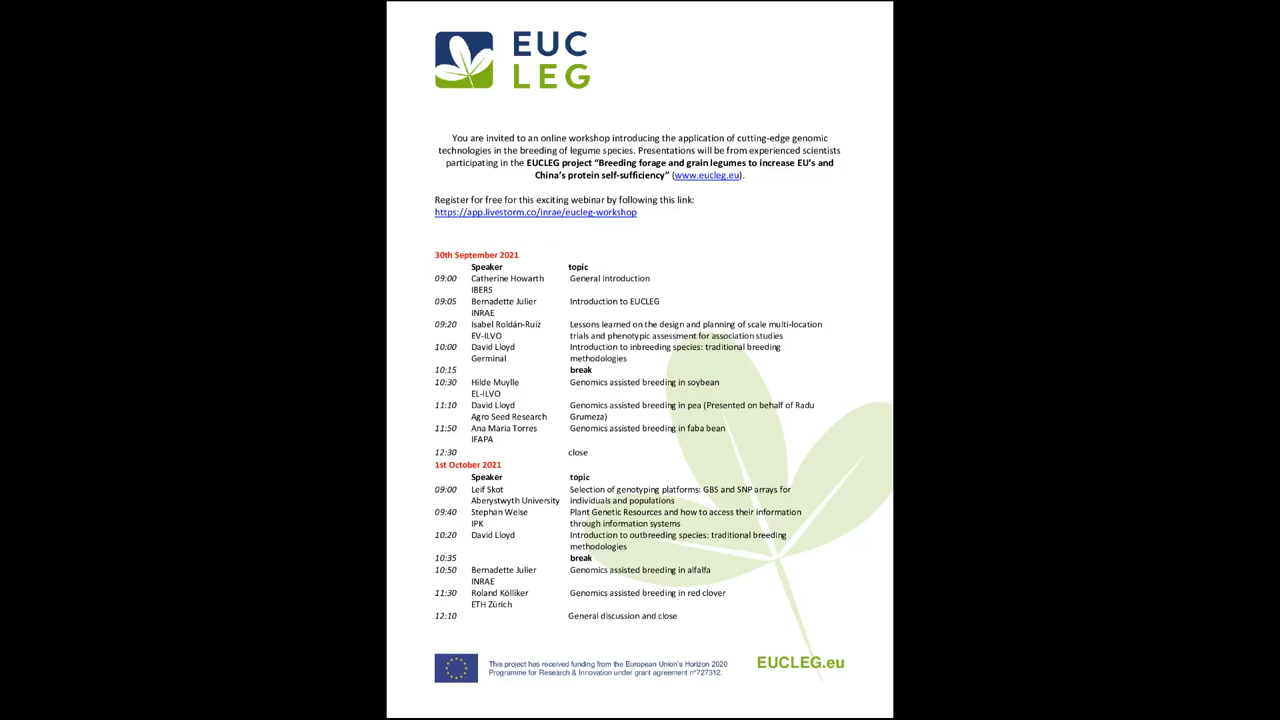 EUC
LEG
You are invited to an online workshop introducing the application of cutting-edge genomic
technologies in the breeding of legume species. Presentations will be from experienced scientists
participating in the EUCLEG project “Breeding forage and grain legumes to increase EU’s and
China’s protein self-sufficiency” (www.eucleg.eu).
Register for free for this exciting webinar by following this link:
https://app.livestorm.co/inrae/eucleg-workshop
30th September 2021
Speaker topic
09:00 Catherine Howarth General Introduction
IBERS
09:05 Bernadette Julier Introduction to EUCLEG
INRAE
09:20 Isabel Roldán-Ruiz Lessons learned on the design and planning of scale multi-location
EV-ILVO trials and phenotypic assessment for association studies
10:00 David Lloyd Introduction to inbreeding species: traditional breeding
Germinal methodologies
10:15 break
10:30 Hilde Muylle Genomics assisted breeding in soybean
EL-ILVO
11:10 David Lloyd Genomics assisted breeding in pea (Presented on behalf of Radu
Agro Seed Research Grumeza)
11:50 Ana Maria Torres Genomics assisted breeding in faba bean
IFAPA
12:30 close
1st October 2021
Speaker topic
09:00 Leif Skot Selection of genotyping platforms: GBS and SNP arrays for
Aberystwyth University individuals and populations
09:40 Stephan Weise Plant Genetic Resources and how to access their information
IPK through information systems
10:20 David Lloyd Introduction to outbreeding species: traditional breeding
methodologies
10:35 break
10:50 Bernadette Julier Genomics assisted breeding in alfalfa
INRAE
11:30 Roland Kölliker Genomics assisted breeding in red clover
ETH Zürich
12:10 General discussion and close
This project has received funding from the European Union's Horizon 2020
Programme for Research & Innovation under grant agreement n°727312.
EUCLEG.eu